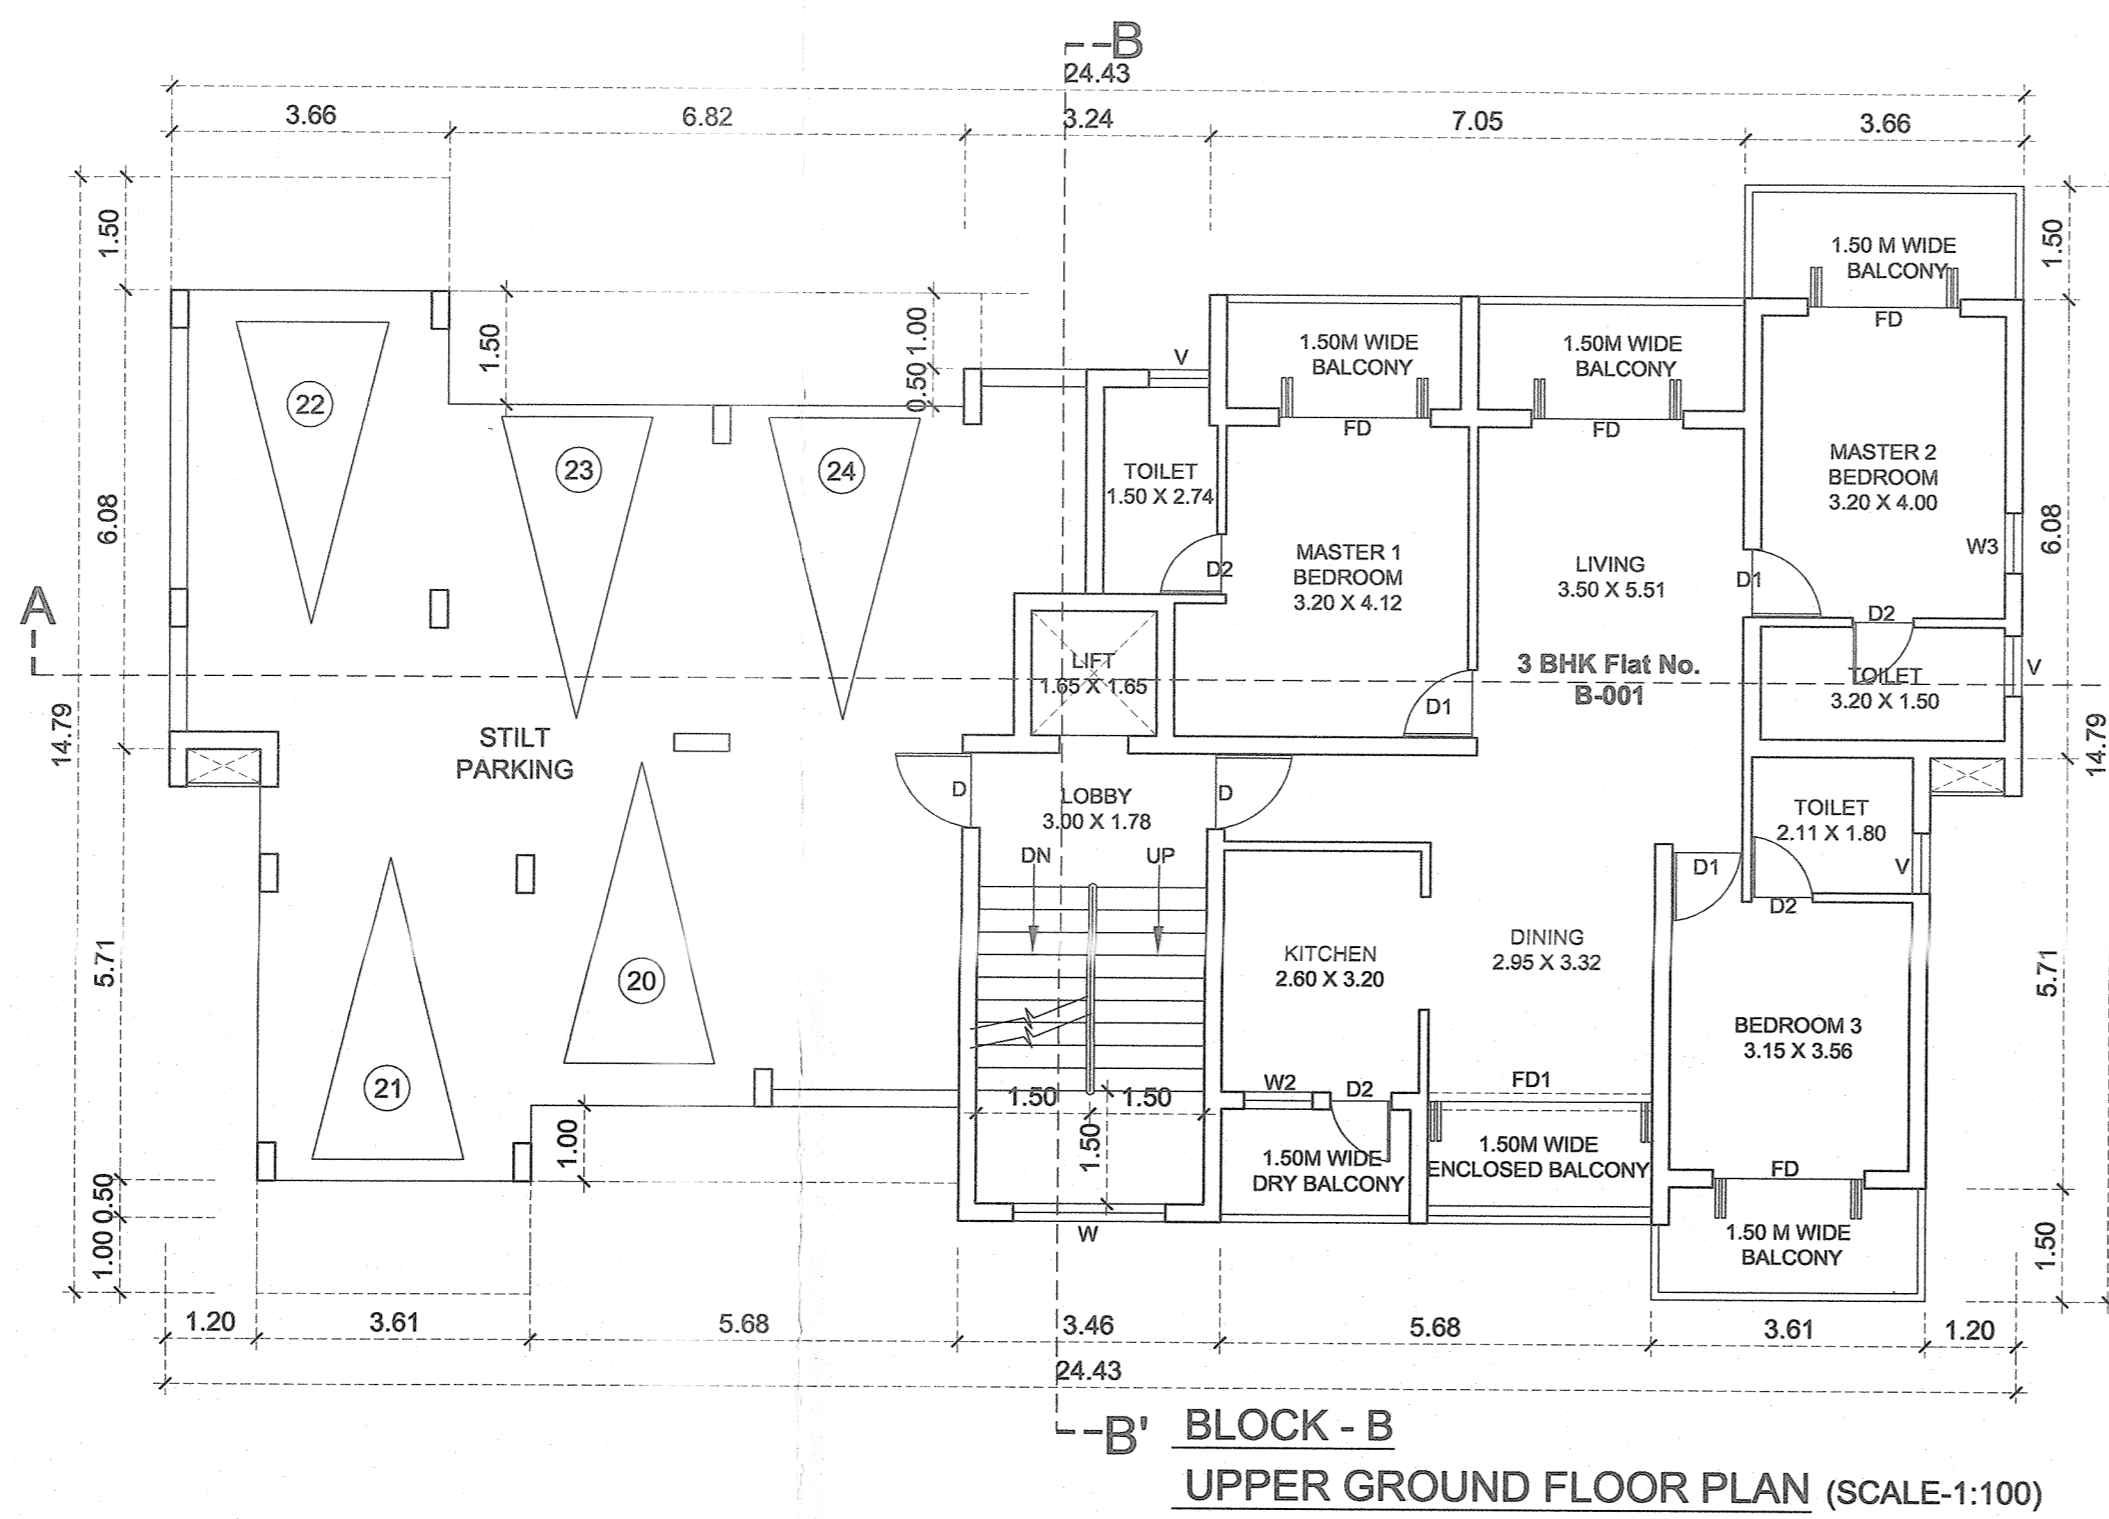 B
24.43
3.66
6.82
3.24
7.05
3.66
1.50
1.50
1.50 M WIDE
BALCONY
FD
1.50
1.00
0.50
V
1.50M WIDE
BALCONY
FD
1.50M WIDE
BALCONY
FD
22
23
24
TOILET
1.50 X 2.74
D2
MASTER 1
BEDROOM
3.20 X 4.12
D1
LIVING
3.50 X 5.51
D1
MASTER 2
BEDROOM
3.20 X 4.00
W3
D2
6.08
6.08
A
LIFT
1.65 X 1.65
3 BHK Flat No.
B-001
TOILET
3.20 X 1.50
V
14.79
14.79
STILT
PARKING
D
LOBBY
3.00 X 1.78
D
DN
UP
TOILET
2.11 X 1.80
V
D1
D2
5.71
5.71
20
21
KITCHEN
2.60 X 3.20
DINING
2.95 X 3.32
BEDROOM 3
3.15 X 3.56
W2
D2
FD1
1.50
1.50
1.50
1.00
1.50M WIDE
DRY BALCONY
1.50M WIDE
ENCLOSED BALCONY
FD
1.50 M WIDE
BALCONY
W
0.50
1.00
1.50
1.20
3.61
5.68
3.46
5.68
3.61
1.20
24.43
B'
BLOCK - B
UPPER GROUND FLOOR PLAN (SCALE-1:100)